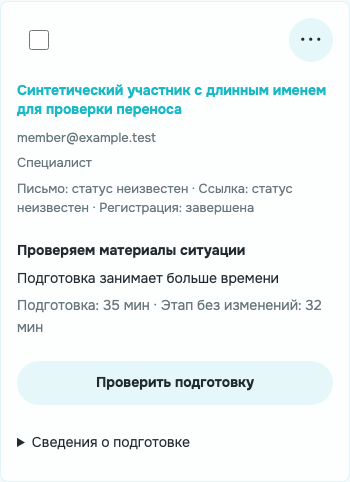 Синтетический участник с длинным именем
для проверки переноса
member@example.test
Специалист
Письмо: статус неизвестен · Ссылка: статус
неизвестен · Регистрация: завершена
Проверяем материалы ситуации
Подготовка занимает больше времени
Подготовка: 35 мин · Этап без изменений: 32
мин
Проверить подготовку
Сведения о подготовке